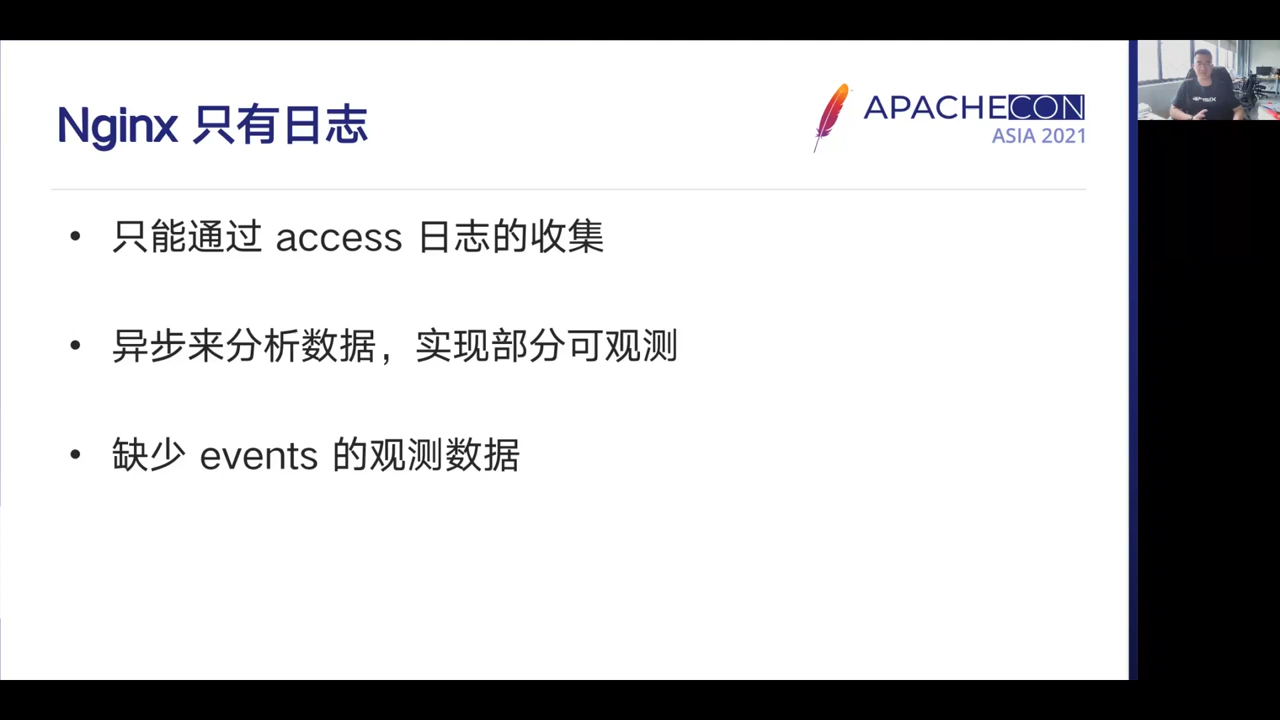 Nginx 只有日志
APACHECON
ASIA 2021
只能通过 access 日志的收集
异步来分析数据，实现部分可观测
缺少 events 的观测数据